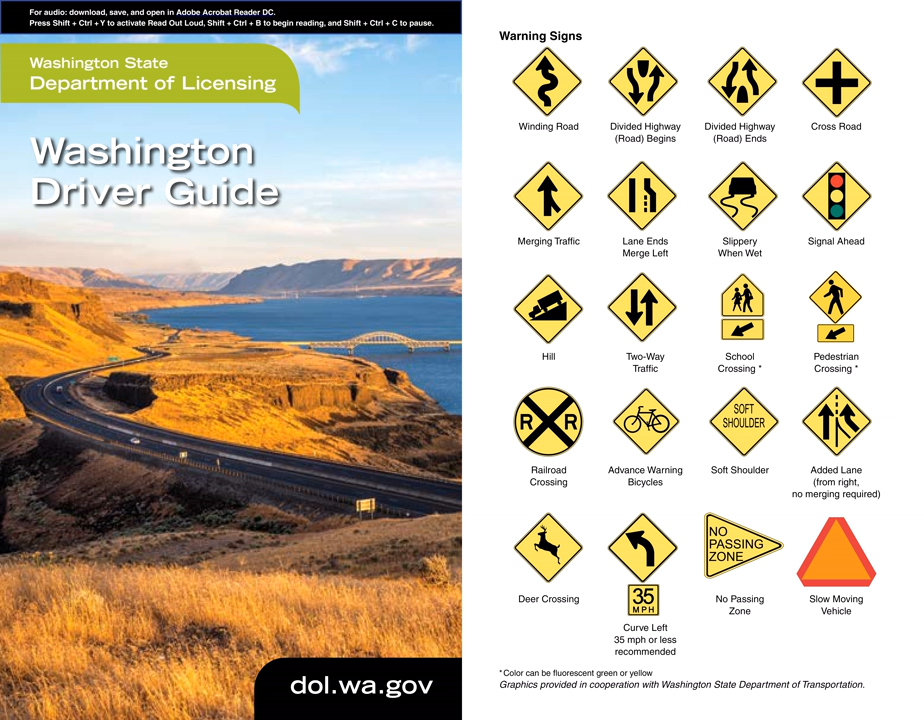 For audio: download, save, and open in Adobe Acrobat Reader DC.
Press Shift + Ctrl + Y to activate Read Out Loud, Shift + Ctrl + B to begin reading, and Shift + Ctrl + C to pause.
Washington State
Department of Licensing
Washington
Driver Guide
dol.wa.gov
Warning Signs
Winding Road
Divided Highway
(Road) Begins
Divided Highway
(Road) Ends
Cross Road
Merging Traffic
Lane Ends
Merge Left
Slippery
When Wet
Signal Ahead
Hill
Two-Way
Traffic
School
Crossing *
Pedestrian
Crossing *
R R
Railroad
Crossing
Advance Warning
Bicycles
SOFT
SHOULDER
Soft Shoulder
Added Lane
(from right,
no merging required)
Deer Crossing
35
MPH
Curve Left
35 mph or less
recommended
NO
PASSING
ZONE
No Passing
Zone
Slow Moving
Vehicle
* Color can be fluorescent green or yellow
Graphics provided in cooperation with Washington State Department of Transportation.